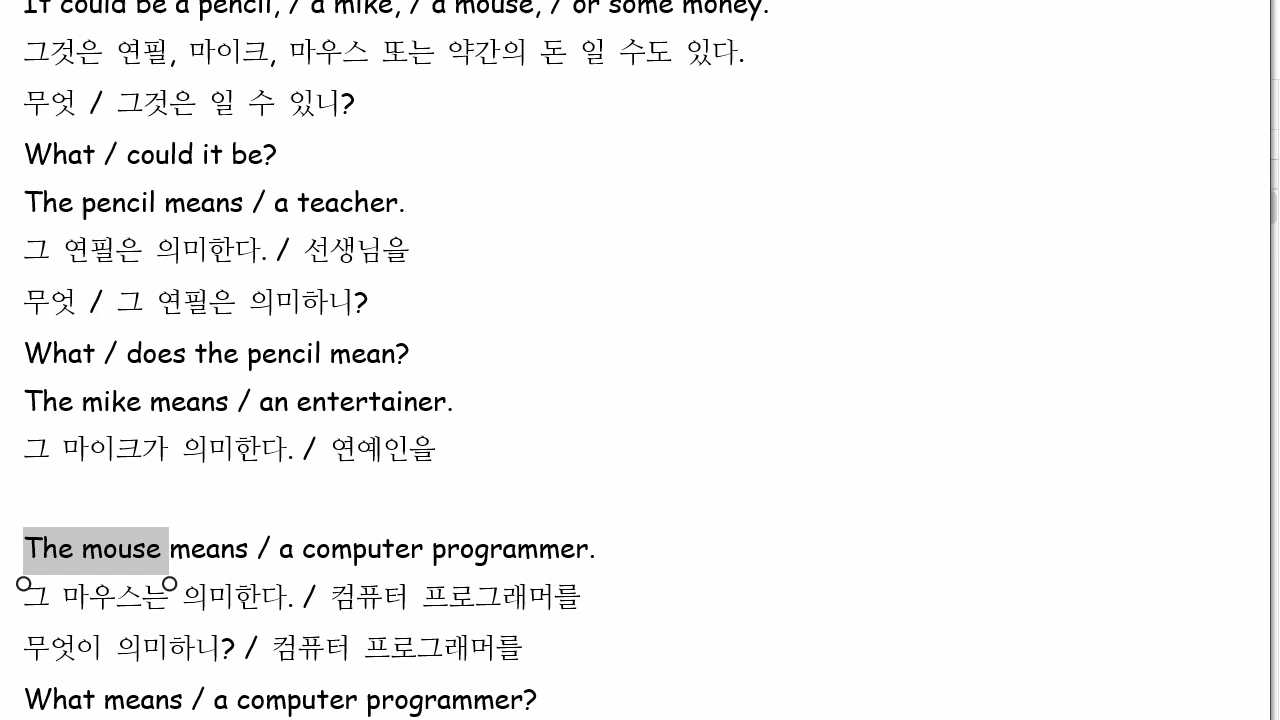 It could be a pencil, / a mike, / a mouse, / or some money.
그것은 연필, 마이크, 마우스 또는 약간의 돈 일 수도 있다.
무엇 / 그것은 일 수 있니?
What / could it be?
The pencil means / a teacher.
그 연필은 의미한다. / 선생님을
무엇 / 그 연필은 의미하니?
What / does the pencil mean?
The mike means / an entertainer.
그 마이크가 의미한다. / 연예인을
The mouse means / a computer programmer.
그 마우스는 의미한다. / 컴퓨터 프로그래머를
무엇이 의미하니? / 컴퓨터 프로그래머를
What means / a computer programmer?